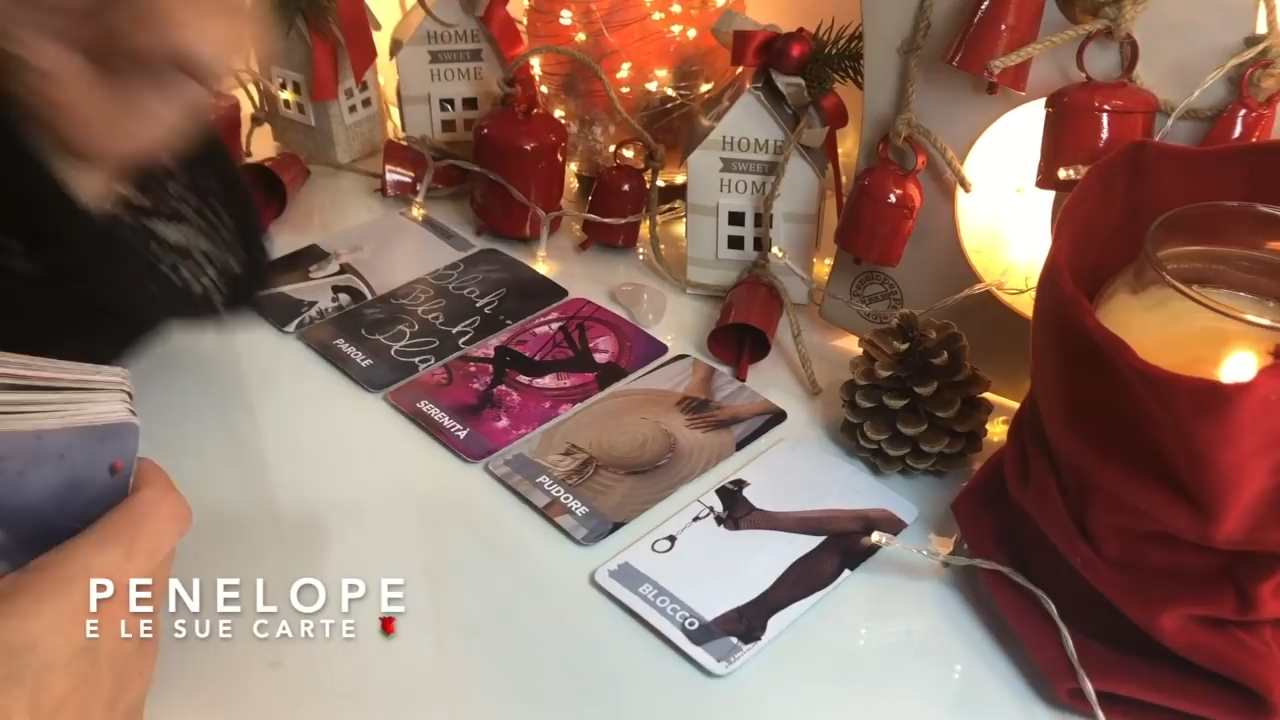 HOME
SWEET
HOME
HOME
SWEET
HOME
Blah..
Blah
Bla
PAROLE
SERENITÀ
PUDORE
BLOCCO
PENELOPE
E LE SUE CARTE